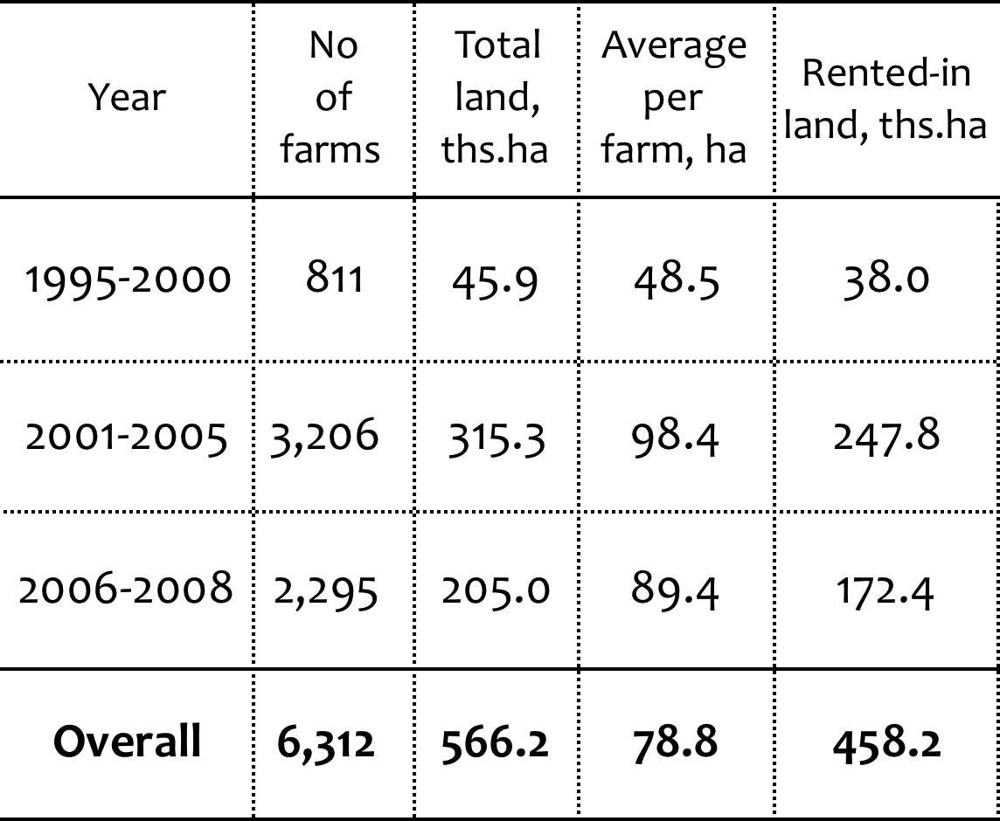 Year No of farms Total land, ths.ha Average per farm, ha Rented-in land, ths.ha
1995-2000 811 45.9 48.5 38.0
2001-2005 3,206 315.3 98.4 247.8
2006-2008 2,295 205.0 89.4 172.4
Overall 6,312 566.2 78.8 458.2